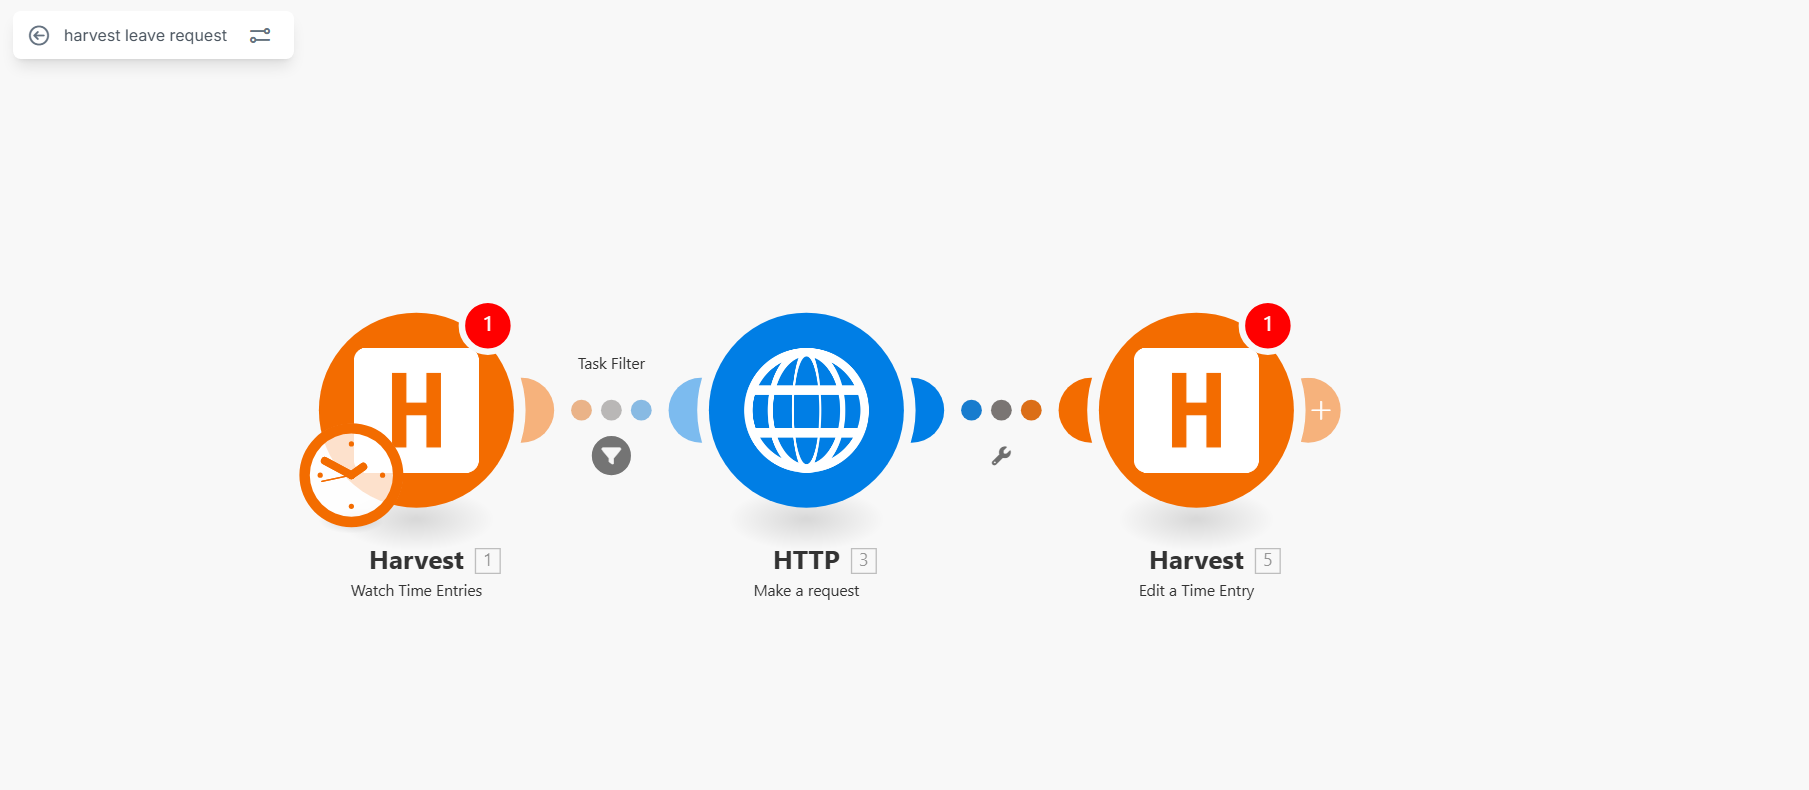 harvest leave request
1
1
Task Filter
H
H
Harvest 1
Watch Time Entries
HTTP 3
Make a request
Harvest 5
Edit a Time Entry